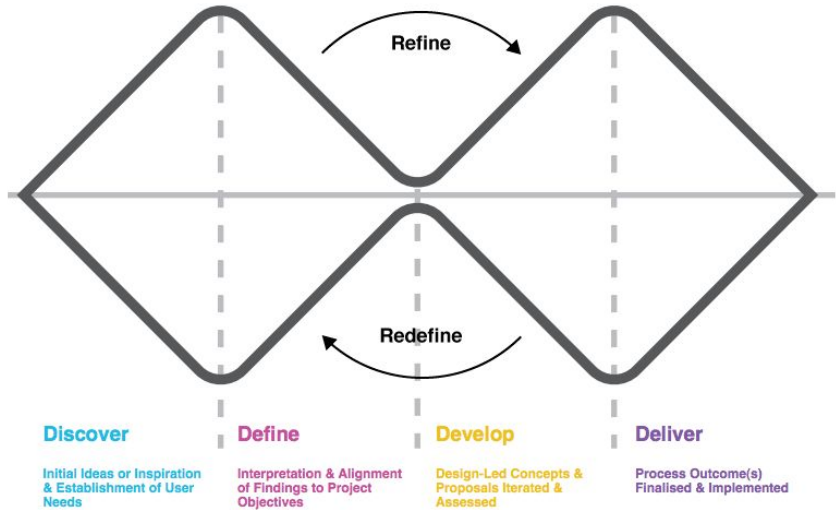 Refine
Redefine
Discover
Initial Ideas or Inspiration
& Establishment of User
Needs
Define
Interpretation & Alignment
of Findings to Project
Objectives
Develop
Design-Led Concepts &
Proposals Iterated &
Assessed
Deliver
Process Outcome(s)
Finalised & Implemented